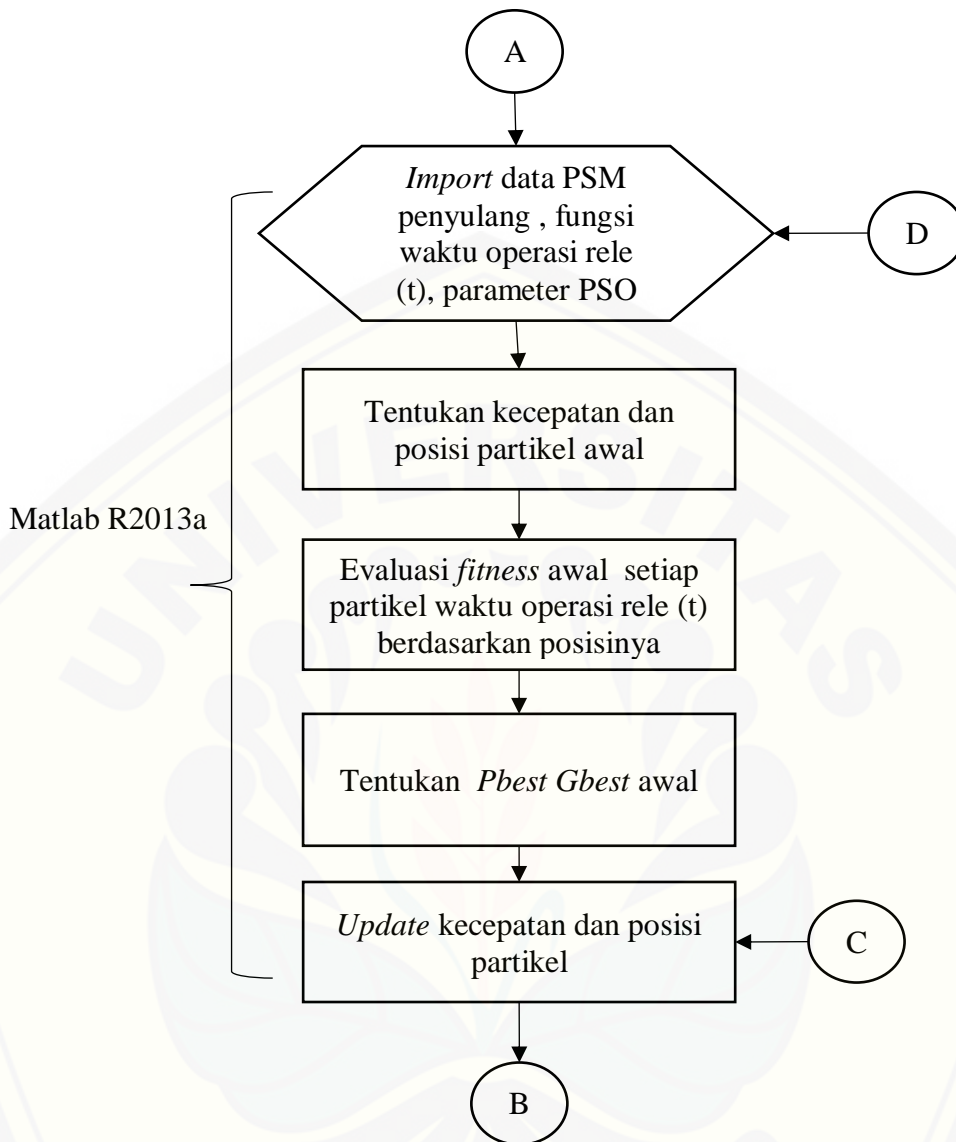 A
Import data PSM
penyulang , fungsi
waktu operasi rele
(t), parameter PSO
D
Tentukan kecepatan dan
posisi partikel awal
Matlab R2013a
Evaluasi fitness awal  setiap
partikel waktu operasi rele (t)
berdasarkan posisinya
Tentukan  Pbest Gbest awal
Update kecepatan dan posisi
partikel
C
B
UNIVERSITAS